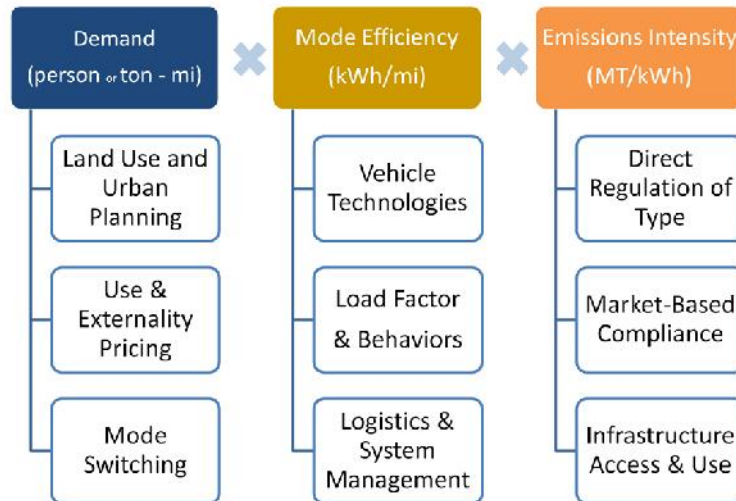 Demand
(person or ton - mi)
Land Use and
Urban
Planning
Use &
Externality
Pricing
Mode
Switching
Mode Efficiency
(kWh/mi)
Vehicle
Technologies
Load Factor
& Behaviors
Logistics &
System
Management
Emissions Intensity
(MT/kWh)
Direct
Regulation of
Type
Market-Based
Compliance
Infrastructure
Access & Use